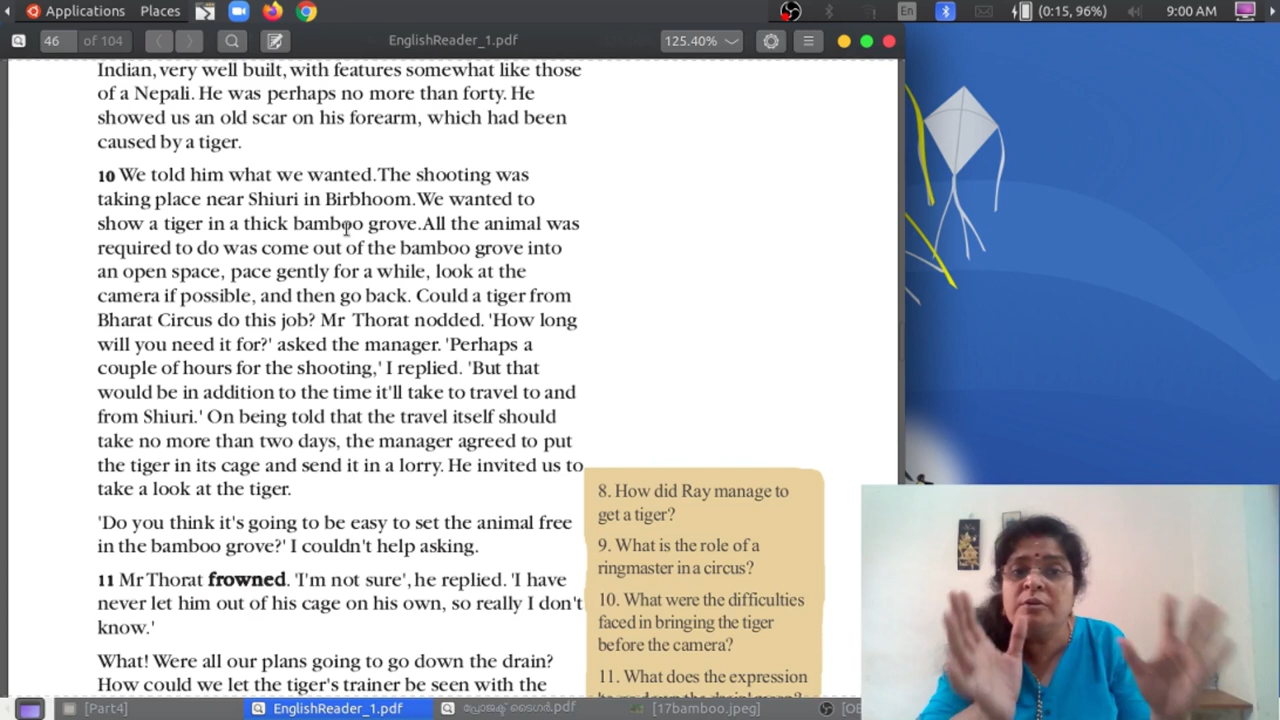 Applications Places En (0:15, 96%) 9:00 AM
46 of 104 EnglishReader_1.pdf 125.40%
Indian, very well built, with features somewhat like those
of a Nepali. He was perhaps no more than forty. He
showed us an old scar on his forearm, which had been
caused by a tiger.
10 We told him what we wanted.The shooting was
taking place near Shiuri in Birbhoom.We wanted to
show a tiger in a thick bamboo grove.All the animal was
required to do was come out of the bamboo grove into
an open space, pace gently for a while, look at the
camera if possible, and then go back. Could a tiger from
Bharat Circus do this job? Mr Thorat nodded. 'How long
will you need it for?' asked the manager. 'Perhaps a
couple of hours for the shooting,' I replied. 'But that
would be in addition to the time it'll take to travel to and
from Shiuri.' On being told that the travel itself should
take no more than two days, the manager agreed to put
the tiger in its cage and send it in a lorry. He invited us to
take a look at the tiger.
'Do you think it's going to be easy to set the animal free
in the bamboo grove?' I couldn't help asking.
11 Mr Thorat frowned. 'I'm not sure', he replied. 'I have
never let him out of his cage on his own, so really I don't
know.'
What! Were all our plans going to go down the drain?
How could we let the tiger's trainer be seen with the
8. How did Ray manage to
get a tiger?
9. What is the role of a
ringmaster in a circus?
10. What were the difficulties
faced in bringing the tiger
before the camera?
11. What does the expression
'to go down the drain' mean?
[Part4] EnglishReader_1.pdf പ്രോജക്ട് ടൈഗർ.pdf [17bamboo.jpeg]